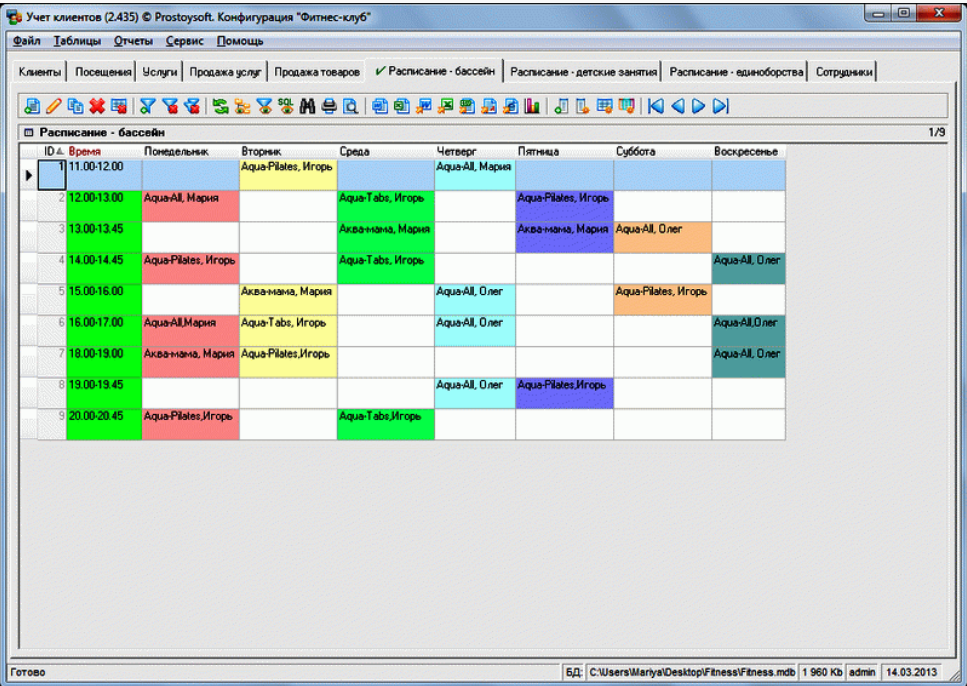 Учет клиентов (2.435) © Prostoysoft. Конфигурация "Фитнес-клуб"
Файл Таблицы Отчеты Сервис Помощь
Клиенты Посещения Услуги Продажа услуг Продажа товаров Расписание - бассейн Расписание - детские занятия Расписание - единоборства Сотрудники
SQL SQL
Расписание - бассейн 1/9
ID Время Понедельник Вторник Среда Четверг Пятница Суббота Воскресенье
1 11.00-12.00 Aqua-Pilates, Игорь Aqua-All, Мария
2 12.00-13.00 Aqua-All, Мария Aqua-Tabs, Игорь Aqua-Pilates, Игорь
3 13.00-13.45 Аква-мама, Мария Аква-мама, Мария Aqua-All, Олег
4 14.00-14.45 Aqua-Pilates, Игорь Aqua-Tabs, Игорь Aqua-All, Олег
5 15.00-16.00 Аква-мама, Мария Aqua-All, Олег Aqua-Pilates, Игорь
6 16.00-17.00 Aqua-All,Мария Aqua-Tabs, Игорь Aqua-All, Олег Aqua-All,Олег
7 18.00-19.00 Аква-мама, Мария Aqua-Pilates,Игорь Aqua-All, Олег
8 19.00-19.45 Aqua-All, Олег Aqua-Pilates,Игорь
9 20.00-20.45 Aqua-Pilates,Игорь Aqua-Tabs,Игорь
Готово БД: C:\Users\Mariya\Desktop\Fitness\Fitness.mdb 1 960 Kb admin 14.03.2013